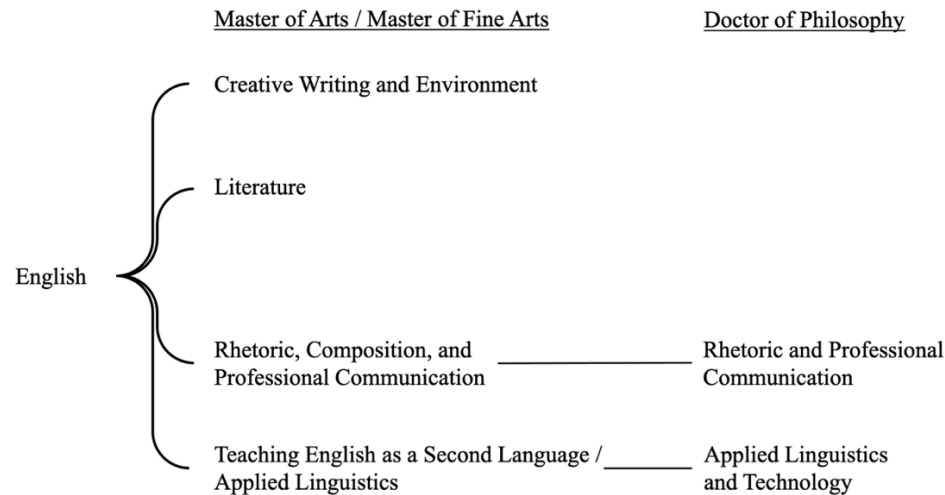 Master of Arts / Master of Fine Arts
Doctor of Philosophy
Creative Writing and Environment
Literature
English
Rhetoric, Composition, and
Professional Communication
Rhetoric and Professional
Communication
Teaching English as a Second Language /
Applied Linguistics
Applied Linguistics
and Technology